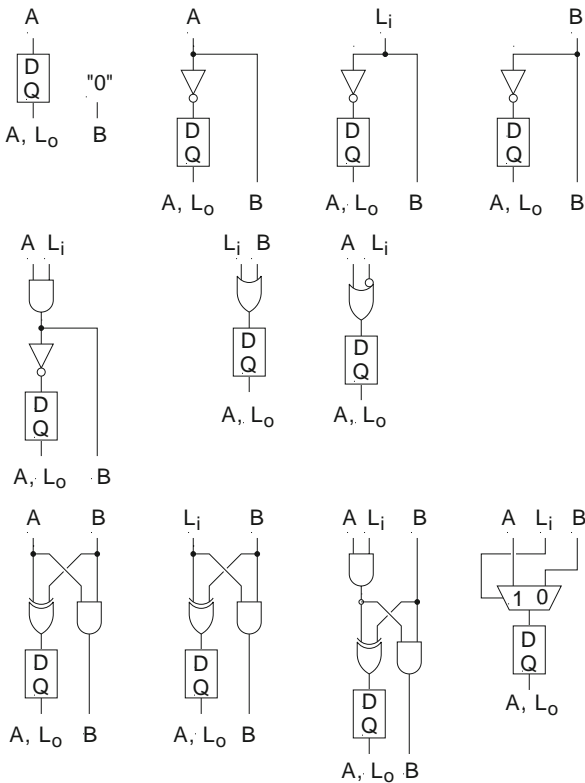 A A Li B
D
Q
"0"
D
Q
D
Q
D
Q
A, Lo B A, Lo B A, Lo B A, Lo B
A Li Li B A Li
D
Q
D
Q
D
Q
A, Lo B A, Lo A, Lo
A B Li B A Li B A Li B
1 0
D
Q
D
Q
D
Q
D
Q
A, Lo B A, Lo B A, Lo B A, Lo